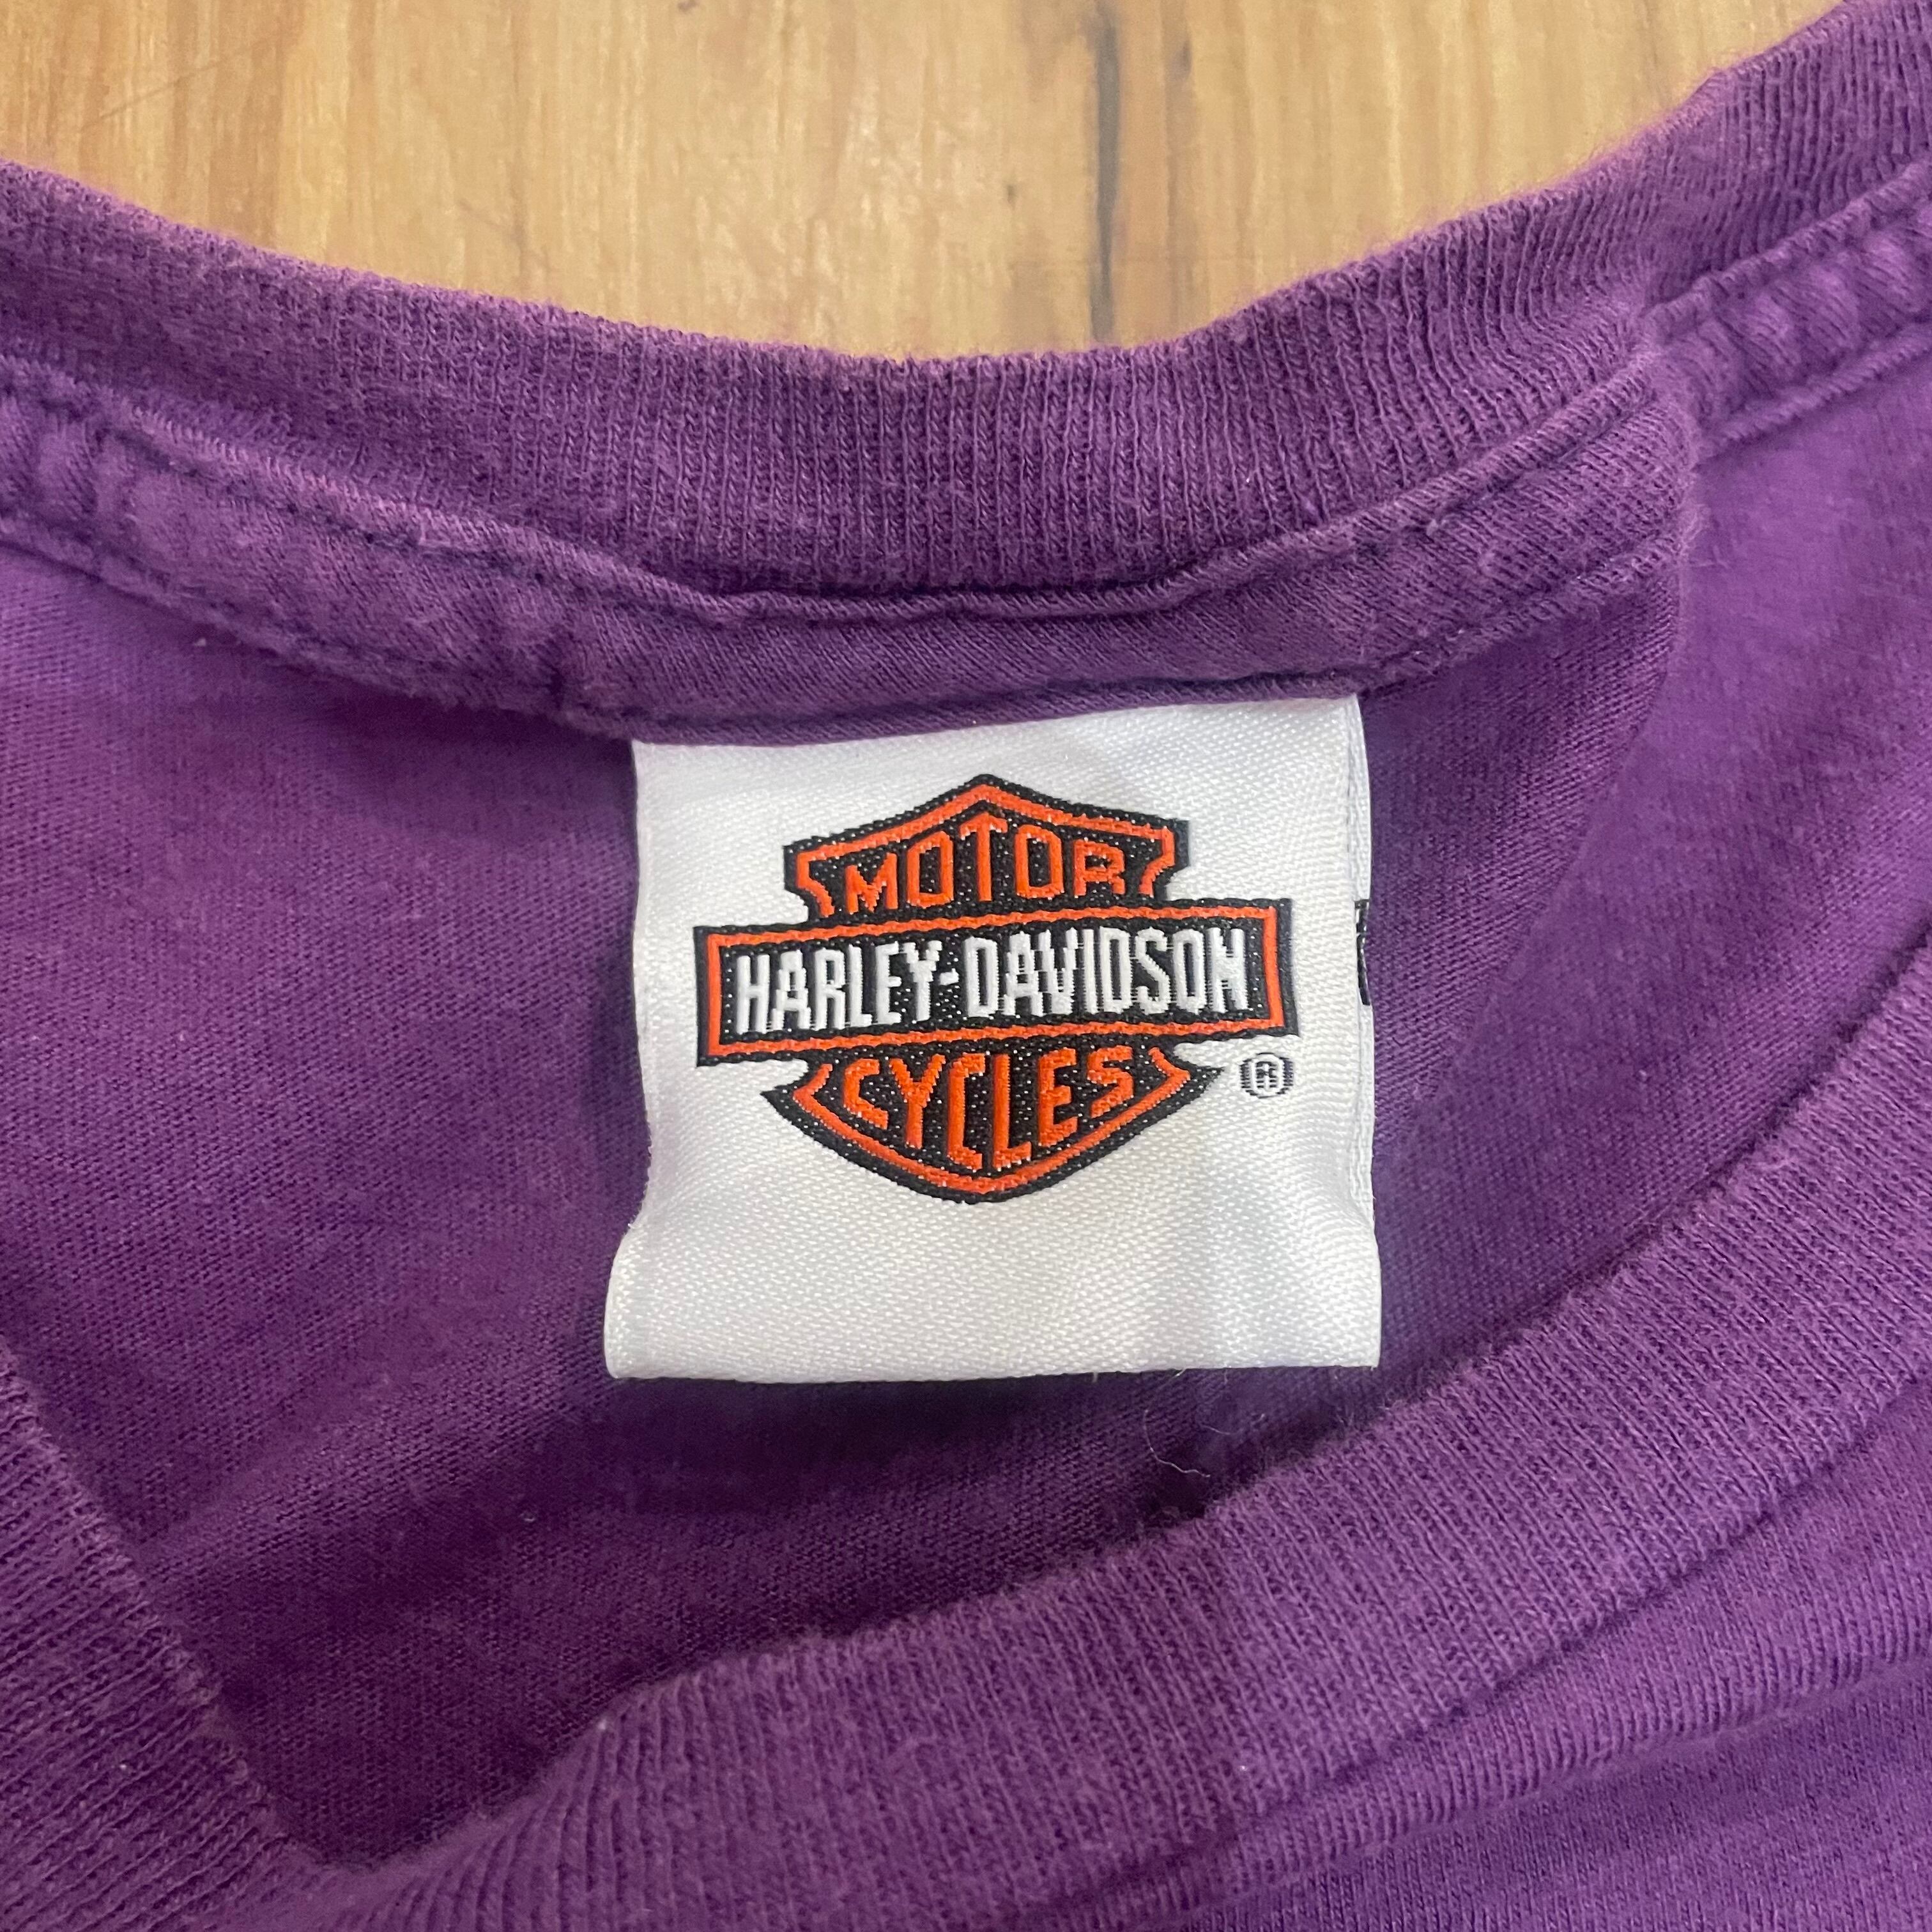 MOTOR
HARLEY-DAVIDSON
CYCLES
®